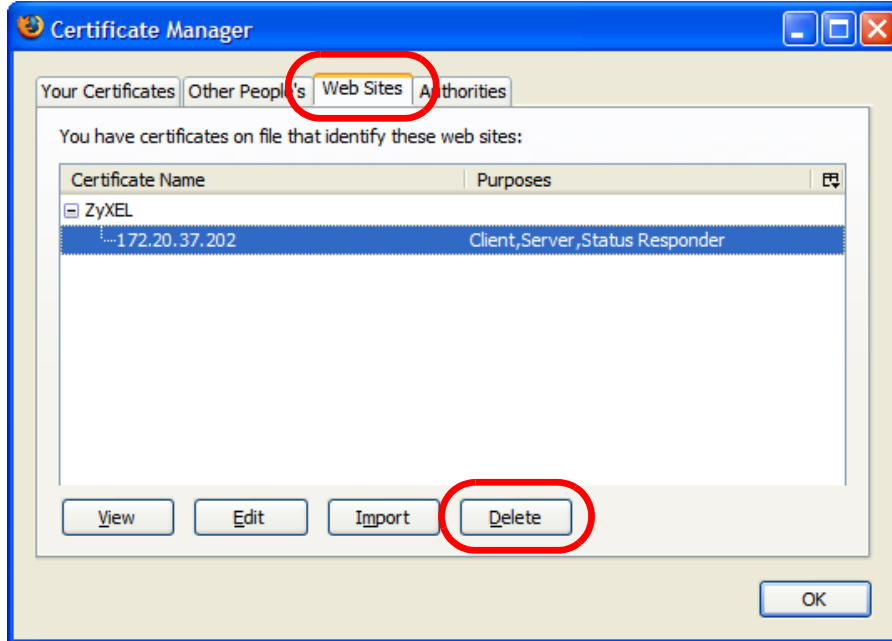 Certificate Manager
Your Certificates Other People's Web Sites Authorities
You have certificates on file that identify these web sites:
Certificate Name Purposes
ZyXEL
172.20.37.202 Client,Server,Status Responder
View Edit Import Delete
OK